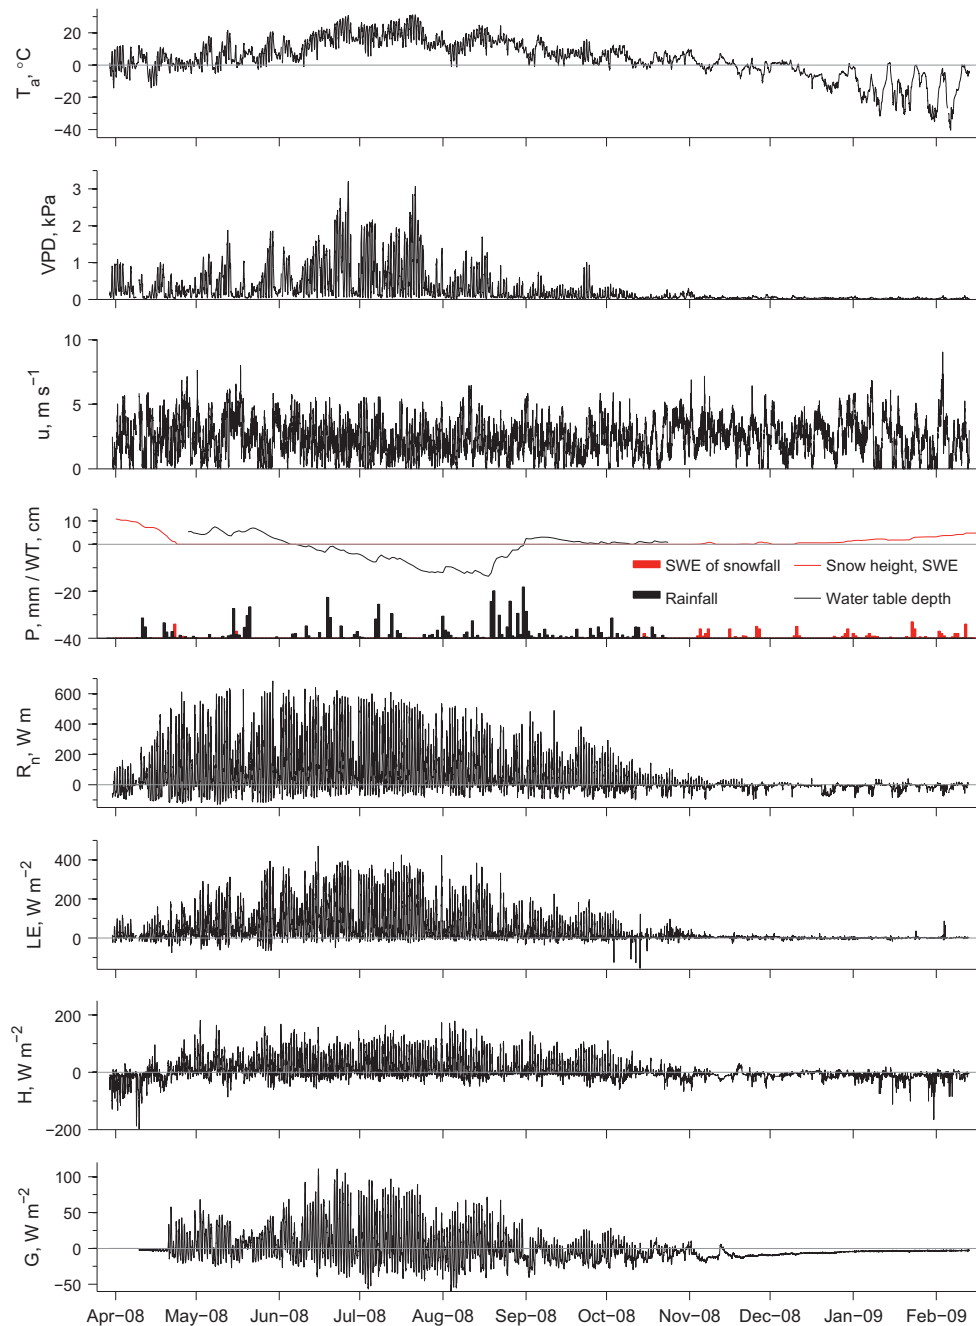 20
0
−20
−40
T_a, °C
3
2
1
0
VPD, kPa
10
5
0
u, m s⁻¹
10
0
−20
−40
P, mm / WT, cm
SWE of snowfall
Snow height, SWE
Rainfall
Water table depth
600
400
200
0
R_n, W m
400
200
0
LE, W m⁻²
200
0
−200
H, W m⁻²
100
50
0
−50
G, W m⁻²
Apr−08 May−08 Jun−08 Jul−08 Aug−08 Sep−08 Oct−08 Nov−08 Dec−08 Jan−09 Feb−09